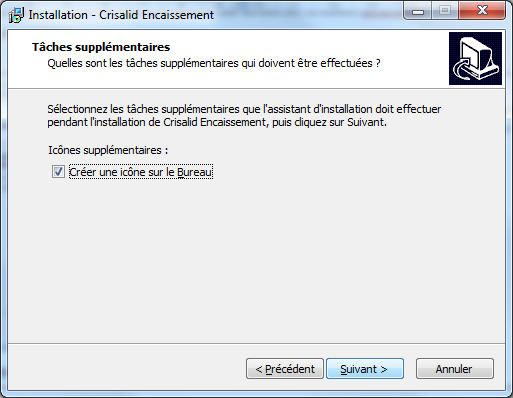 Installation - Crisalid Encaissement
Tâches supplémentaires
Quelles sont les tâches supplémentaires qui doivent être effectuées ?
Sélectionnez les tâches supplémentaires que l'assistant d'installation doit effectuer
pendant l'installation de Crisalid Encaissement, puis cliquez sur Suivant.
Icônes supplémentaires :
Créer une icône sur le Bureau
< Précédent
Suivant >
Annuler